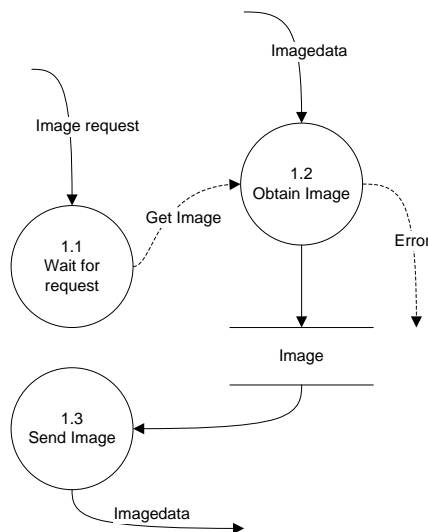 Imagedata
Image request
1.2
Obtain Image
Get Image
1.1
Wait for
request
Error
Image
1.3
Send Image
Imagedata